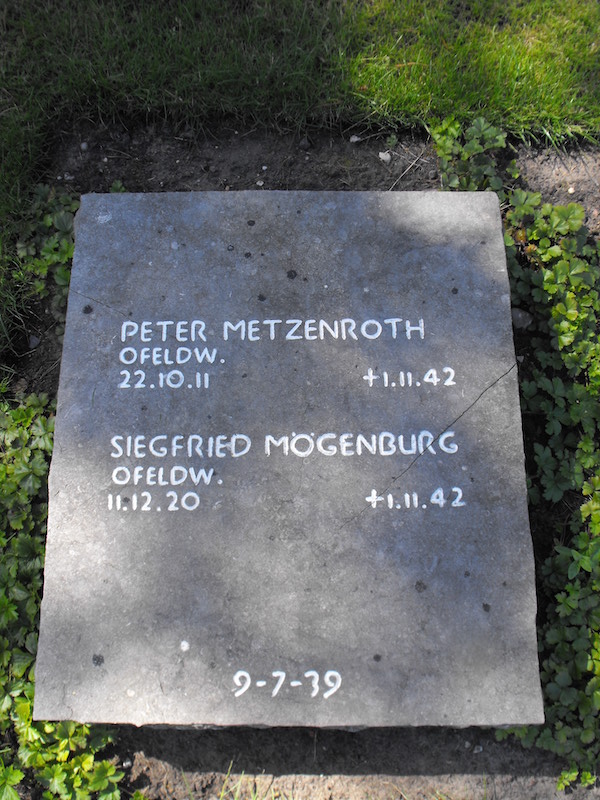 PETER METZENROTH
OFELDW.
22.10.11 †1.11.42
SIEGFRIED MÖGENBURG
OFELDW.
11.12.20 †1.11.42
9-7-39